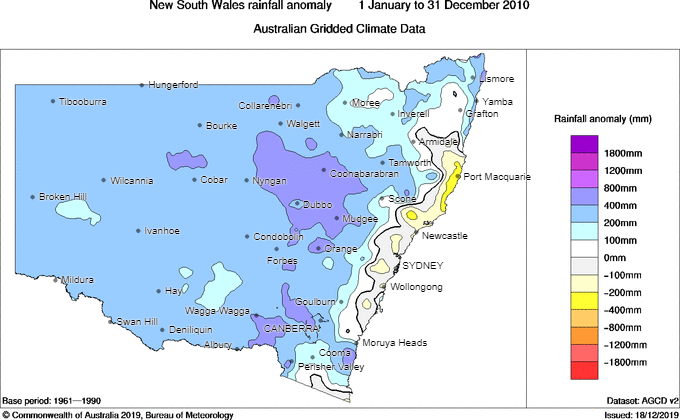 New South Wales rainfall anomaly 1 January to 31 December 2010
Australian Gridded Climate Data
Hungerford
Lismore
Tibooburra
Collarenebri
Moree
Yamba
Inverell
Grafton
Bourke
Walgett
Narrabri
Armidale
Tamworth
Coonabarabran
Port Macquarie
Wilcannia
Cobar
Nyngan
Broken Hill
Scone
Dubbo
Mudgee
Ivanhoe
Condobolin
Newcastle
Orange
Forbes
SYDNEY
Mildura
Hay
Wollongong
Goulburn
Wagga Wagga
Swan Hill
Deniliquin
CANBERRA
Albury
Moruya Heads
Cooma
Perisher Valley
Rainfall anomaly (mm)
1800mm
1200mm
800mm
400mm
200mm
100mm
0mm
-100mm
-200mm
-400mm
-800mm
-1200mm
-1800mm
Base period: 1961—1990
Dataset: AGCD v2
© Commonwealth of Australia 2019, Bureau of Meteorology
Issued: 18/12/2019